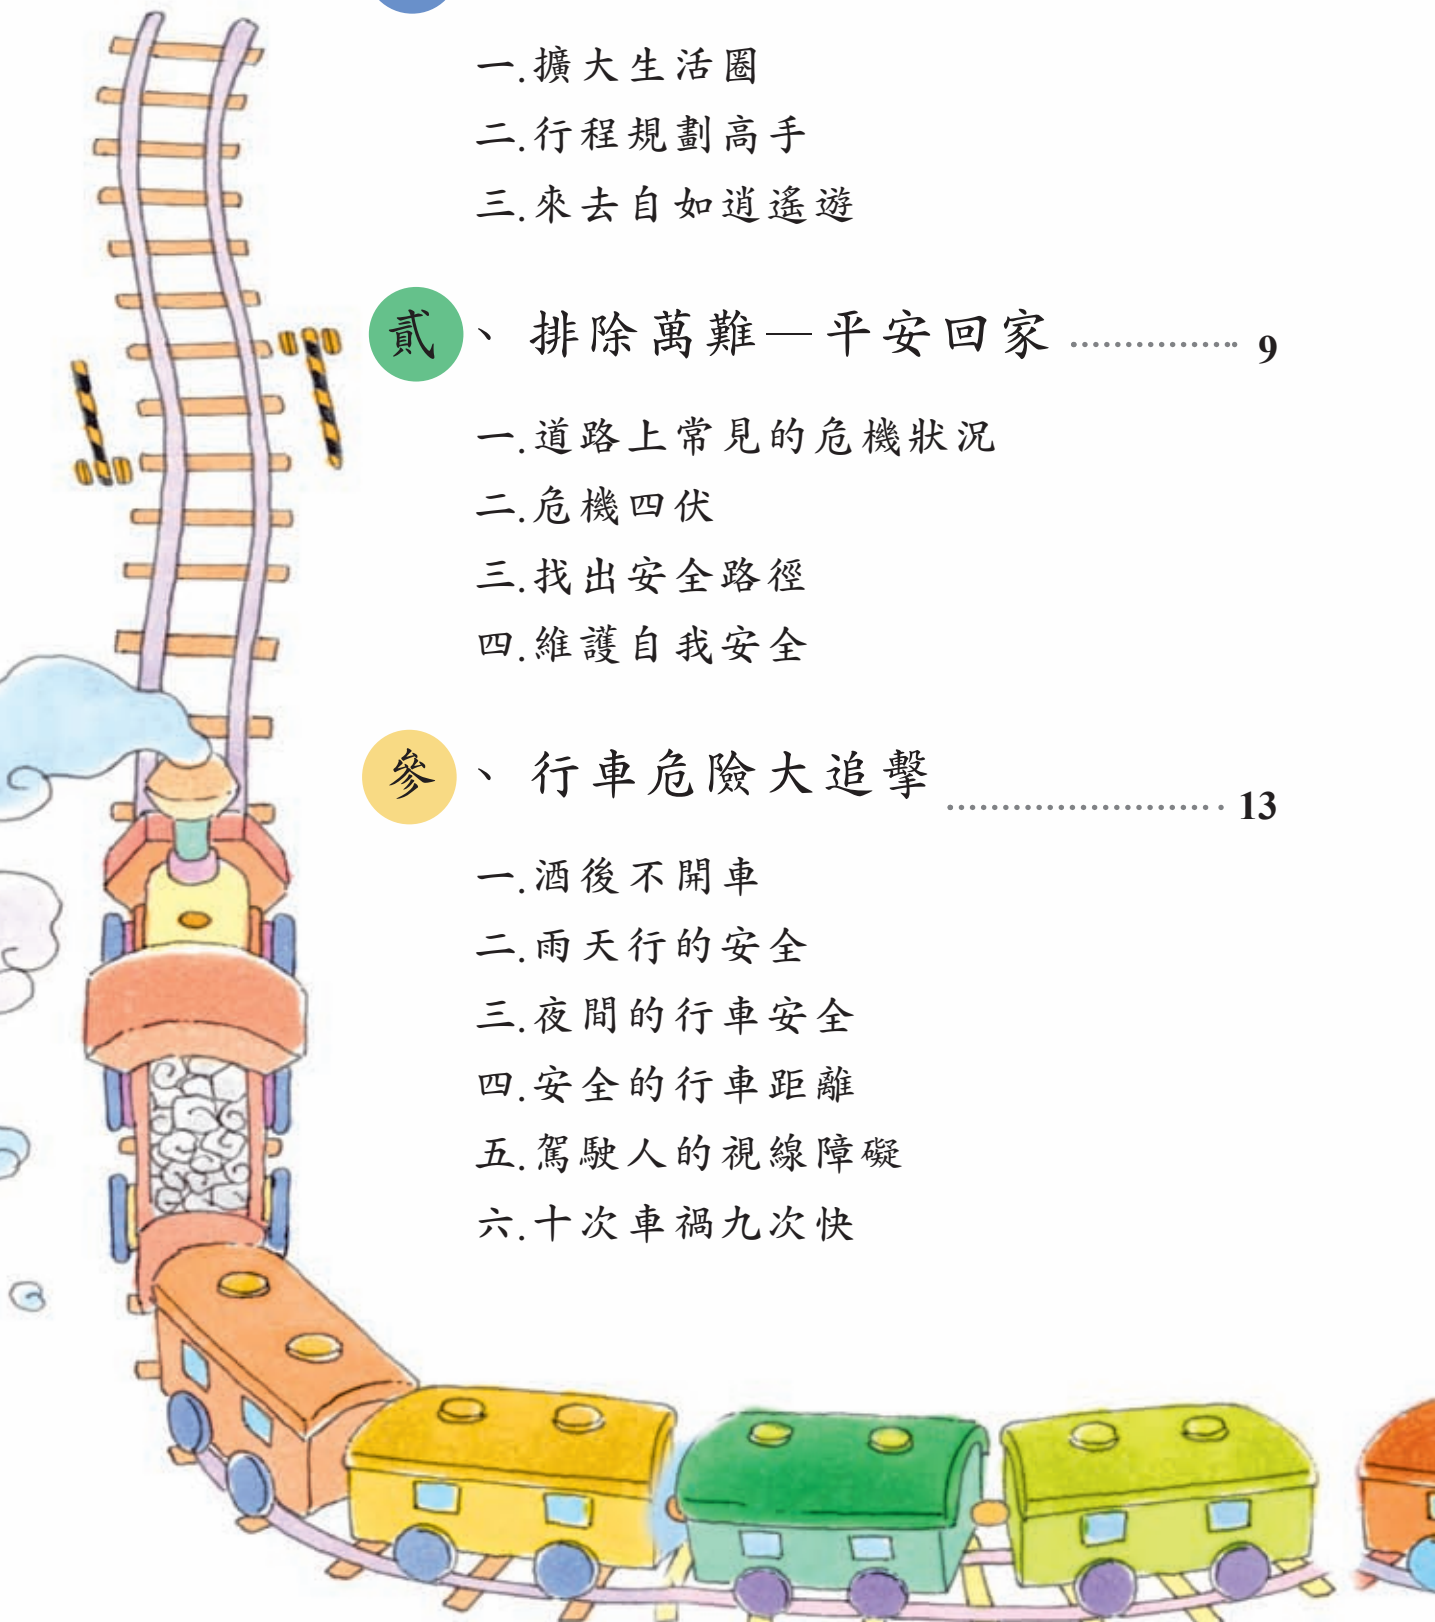 一.擴大生活圈
二.行程規劃高手
三.來去自如逍遙遊
貳、排除萬難—平安回家 ................ 9
一.道路上常見的危機狀況
二.危機四伏
三.找出安全路徑
四.維護自我安全
參、行車危險大追擊 ........................ 13
一.酒後不開車
二.雨天行的安全
三.夜間的行車安全
四.安全的行車距離
五.駕駛人的視線障礙
六.十次車禍九次快